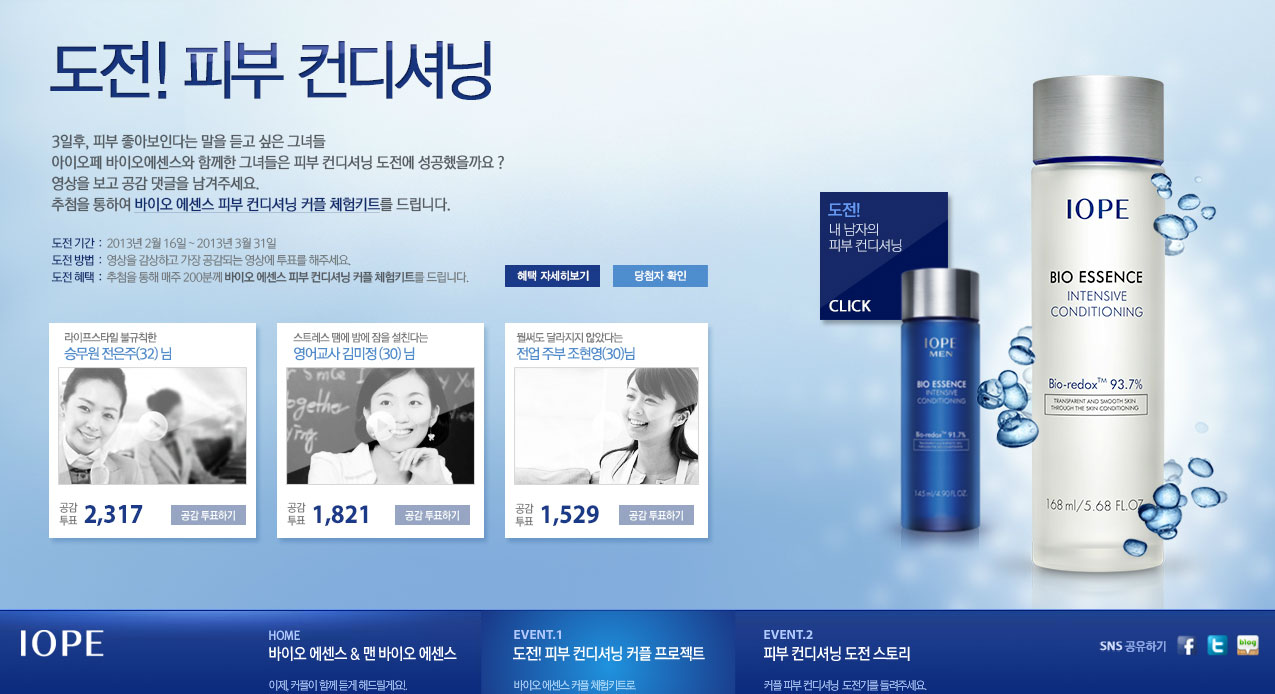 도전! 피부 컨디셔닝
3일후, 피부 좋아보인다는 말을 듣고 싶은 그녀들
아이오페 바이오에센스와 함께한 그녀들은 피부 컨디셔닝 도전에 성공했을까요 ?
영상을 보고 공감 댓글을 남겨주세요.
추첨을 통하여 바이오 에센스 피부 컨디셔닝 커플 체험키트를 드립니다.
도전 기간 : 2013년 2월 16일 ~ 2013년 3월 31일
도전 방법 : 영상을 감상하고 가장 공감되는 영상에 투표를 해주세요.
도전 혜택 : 추첨을 통해 매주 200분께 바이오 에센스 피부 컨디셔닝 커플 체험키트를 드립니다.
혜택 자세히보기
당첨자 확인
라이프스타일 불규칙한
승무원 전은주(32) 님
공감
투표 2,317
공감 투표하기
스트레스 땜에 밤에 잠을 설친다는
영어교사 김미정 (30) 님
together
공감
투표 1,821
공감 투표하기
뭘써도 달라지지 않았다는
전업 주부 조현영(30)님
공감
투표 1,529
공감 투표하기
도전!
내 남자의
피부 컨디셔닝
CLICK
IOPE
MEN
BIO ESSENCE
INTENSIVE
CONDITIONING
Bio-redox™ 91.7%
145 ml/4.90 FL.OZ.
IOPE
BIO ESSENCE
INTENSIVE
CONDITIONING
Bio-redox™ 93.7%
TRANSPARENT AND SMOOTH SKIN
THROUGH THE SKIN CONDITIONING
168 ml/5.68 FL.OZ
IOPE
HOME
바이오 에센스 & 맨 바이오 에센스
이제, 커플이 함께 듣게 해드릴게요!.
EVENT.1
도전! 피부 컨디셔닝 커플 프로젝트
바이오 에센스 커플 체험키트로
EVENT.2
피부 컨디셔닝 도전 스토리
커플 피부 컨디셔닝 도전기를 들려주세요.
SNS 공유하기
f
t
blog